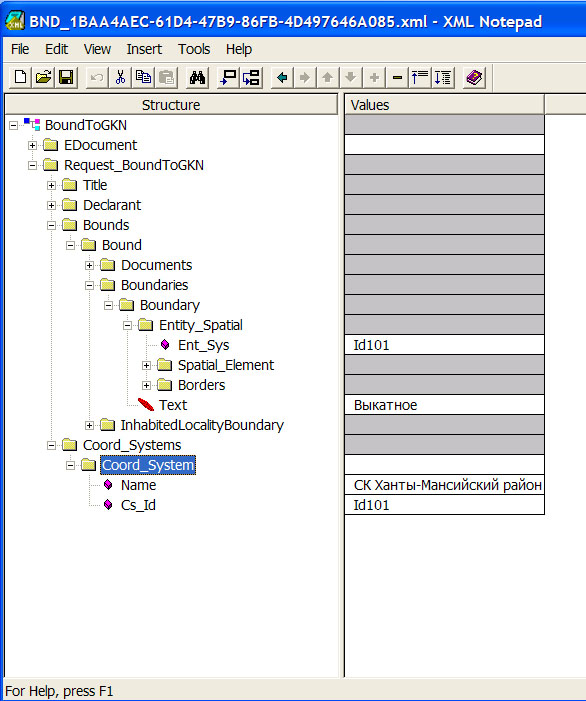 BND_1BAA4AEC-61D4-47B9-86FB-4D497646A085.xml - XML Notepad
File Edit View Insert Tools Help
Structure Values
BoundToGKN
EDocument
Request_BoundToGKN
Title
Declarant
Bounds
Bound
Documents
Boundaries
Boundary
Entity_Spatial
Ent_Sys Id101
Spatial_Element
Borders
Text Выкатное
InhabitedLocalityBoundary
Coord_Systems
Coord_System
Name СК Ханты-Мансийский район
Cs_Id Id101
For Help, press F1